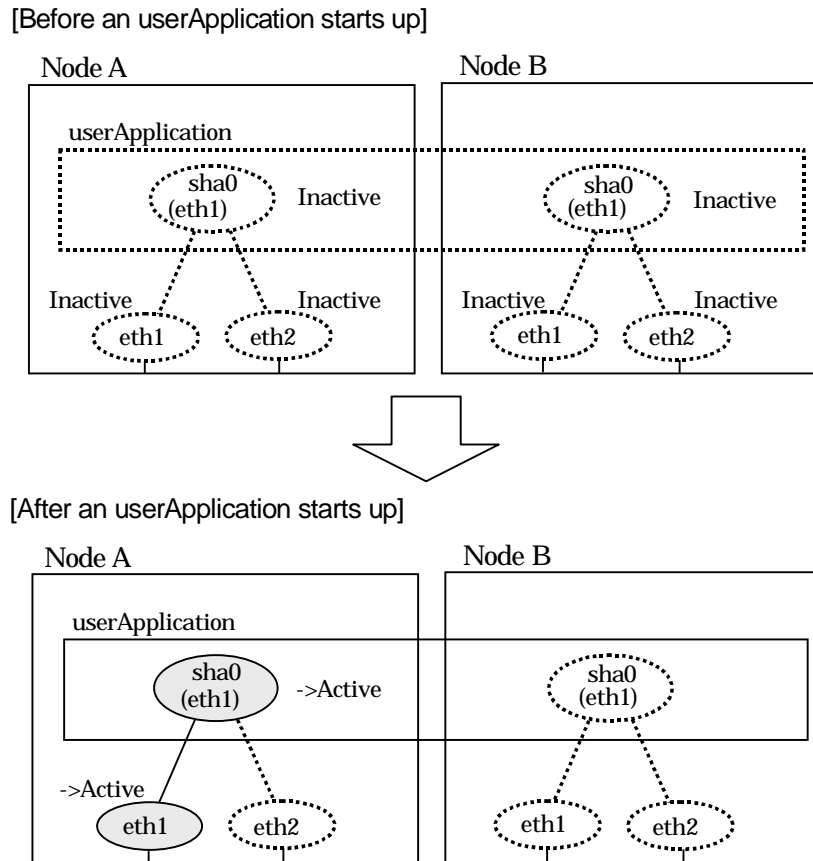 [Before an userApplication starts up]
Node A
Node B
userApplication
sha0
(eth1)
Inactive
sha0
(eth1)
Inactive
Inactive
Inactive
Inactive
Inactive
eth1
eth2
eth1
eth2
[After an userApplication starts up]
Node A
Node B
userApplication
sha0
(eth1)
->Active
sha0
(eth1)
->Active
eth1
eth2
eth1
eth2